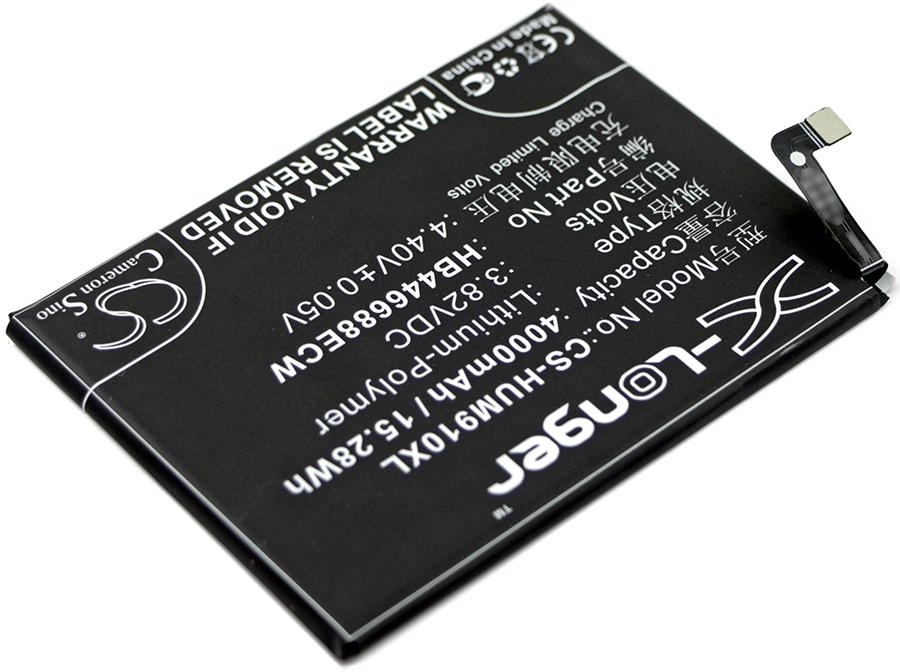 X-Longer™
型号Model No.: CS-HUM910XL
容量Capacity: 4000mAh / 15.28Wh
规格Type Lithium-Polymer
电压Volts 3.82VDC
编号Part No HB446688ECW
充电限制电压: 4.40V±0.05V
Charge Limited Volts
CE
Made in China
WARRANTY VOID IF
LABEL IS REMOVED
CS
Cameron Sino